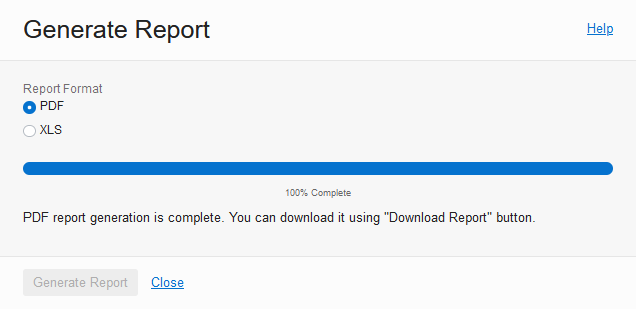 Generate Report
Help
Report Format
PDF
XLS
100% Complete
PDF report generation is complete. You can download it using "Download Report" button.
Generate Report
Close